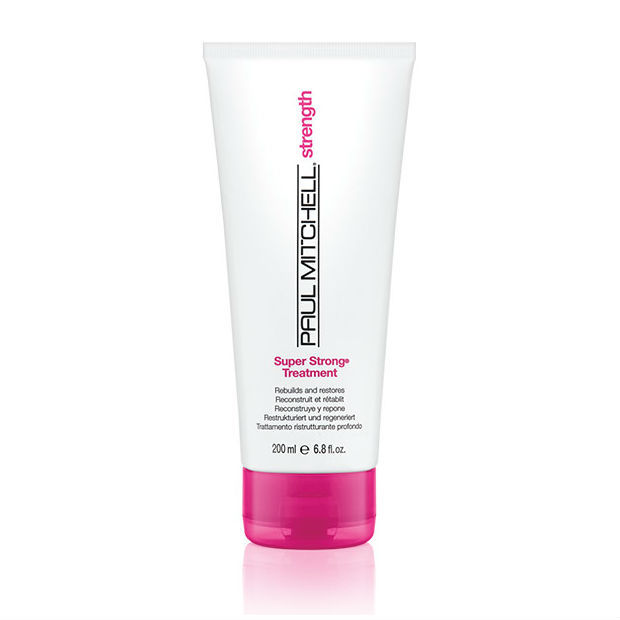 PAUL MITCHELL® strength
Super Strong®
Treatment
Rebuilds and restores
Reconstruit et rétablit
Reconstruye y repone
Restrukturiert und regeneriert
Trattamento ristrutturante profondo
200 ml ℮ 6.8 fl. oz.